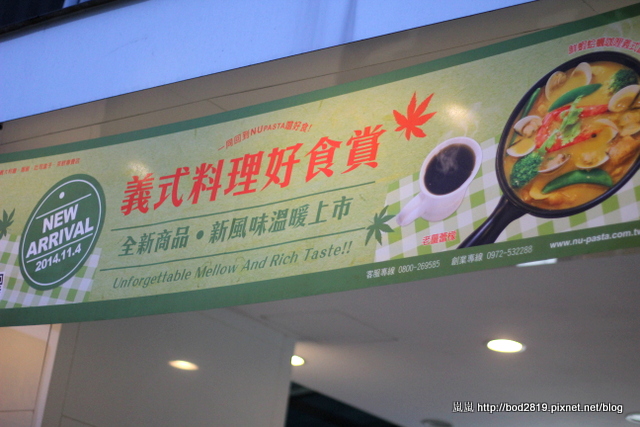 一時回到NUPASTA嚐好食!
義式料理好食賞
NEW
ARRIVAL
2014.11.4
全新商品•新風味溫暖上市
Unforgettable Mellow And Rich Taste!!
www.nu-pasta.com.tw
客服專線 0800-269585 創業專線 0972-532288
嵐嵐 http://bod2819.pixnet.net/blog